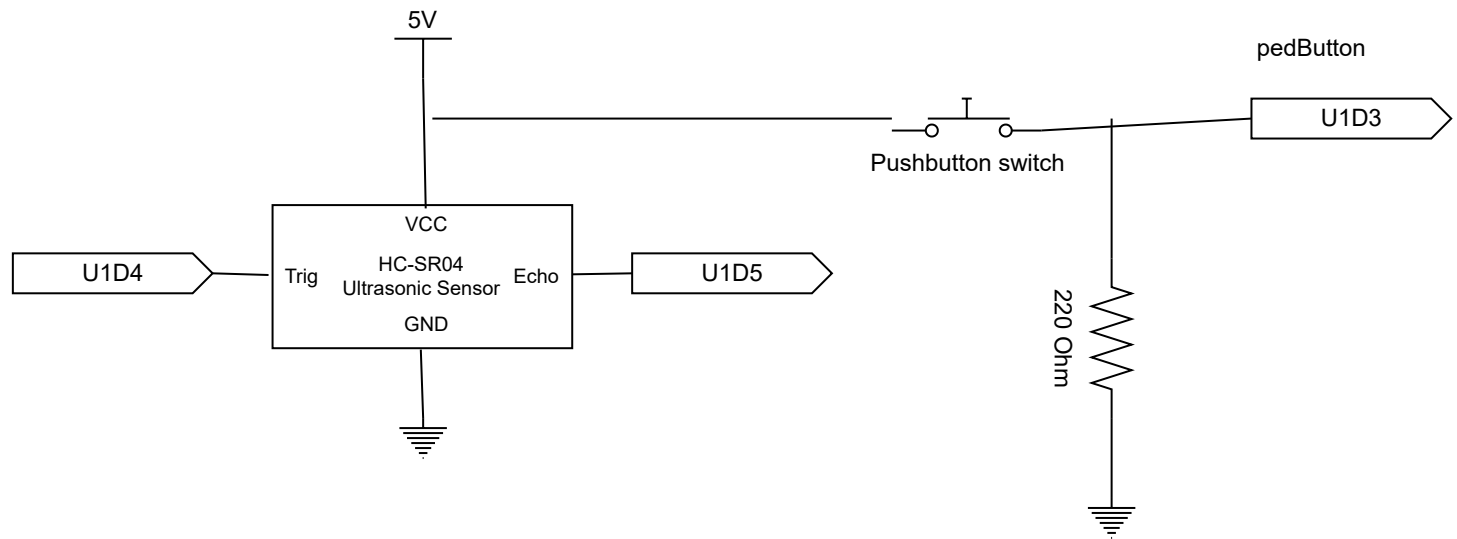 5V
pedButton
U1D3
Pushbutton switch
VCC
U1D4
Trig
HC-SR04
Ultrasonic Sensor
Echo
U1D5
GND
220 Ohm